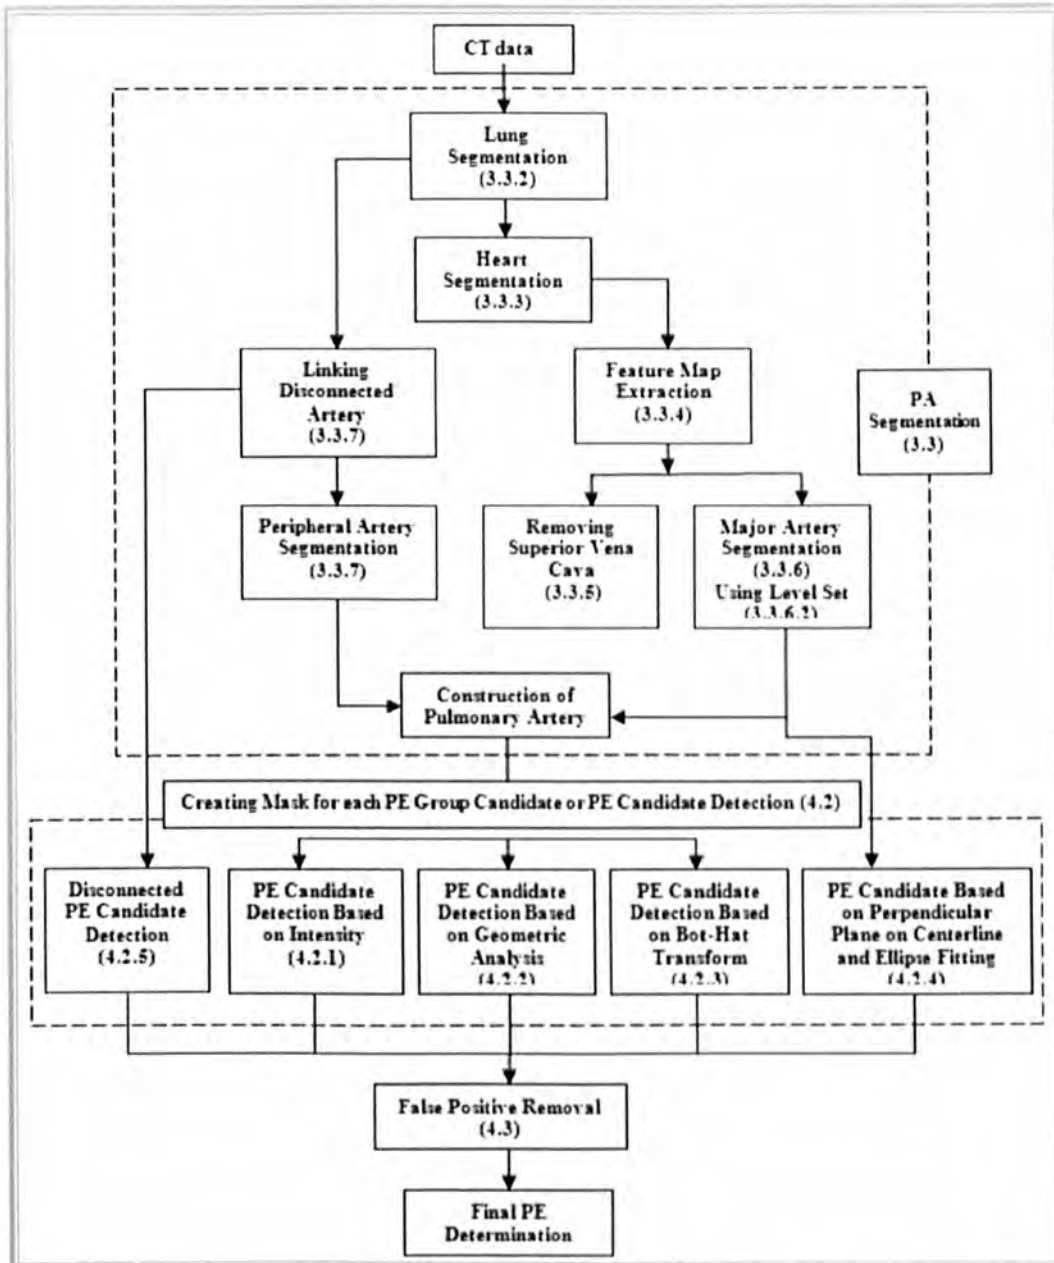 CT data
Lung
Segmentation
(3.3.2)
Heart
Segmentation
(3.3.3)
Linking
Disconnected
Artery
(3.3.7)
Feature Map
Extraction
(3.3.4)
PA
Segmentation
(3.3)
Peripheral Artery
Segmentation
(3.3.7)
Removing
Superior Vena
Cava
(3.3.5)
Major Artery
Segmentation
(3.3.6)
Using Level Set
(3.3.6.2)
Construction of
Pulmonary Artery
Creating Mask for each PE Group Candidate or PE Candidate Detection (4.2)
Disconnected
PE Candidate
Detection
(4.2.5)
PE Candidate
Detection Based
on Intensity
(4.2.1)
PE Candidate
Detection Based
on Geometric
Analysis
(4.2.2)
PE Candidate
Detection Based
on Bot-Hat
Transform
(4.2.3)
PE Candidate Based
on Perpendicular
Plane on Centerline
and Ellipse Fitting
(4.2.4)
False Positive Removal
(4.3)
Final PE
Determination